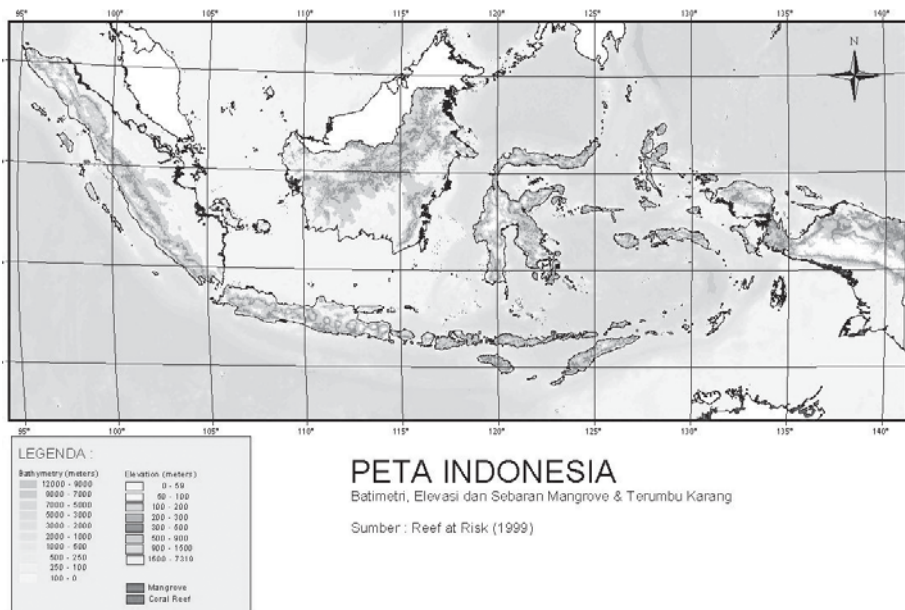 95° 100° 105° 110° 115° 120° 125° 130° 135° 140°
N
95° 100° 105° 110° 115° 120° 125° 130° 135° 140°
LEGENDA :
Bathymetry (meters)
12000 - 9000
9000 - 7000
7000 - 5000
5000 - 3000
3000 - 2000
2000 - 1000
1000 - 500
500 - 250
250 - 100
100 - 0
Elevation (meters)
0 - 50
50 - 100
100 - 200
200 - 300
300 - 500
500 - 900
900 - 1500
1500 - 7319
Mangrove
Coral Reef
PETA INDONESIA
Batimetri, Elevasi dan Sebaran Mangrove & Terumbu Karang
Sumber : Reef at Risk (1999)